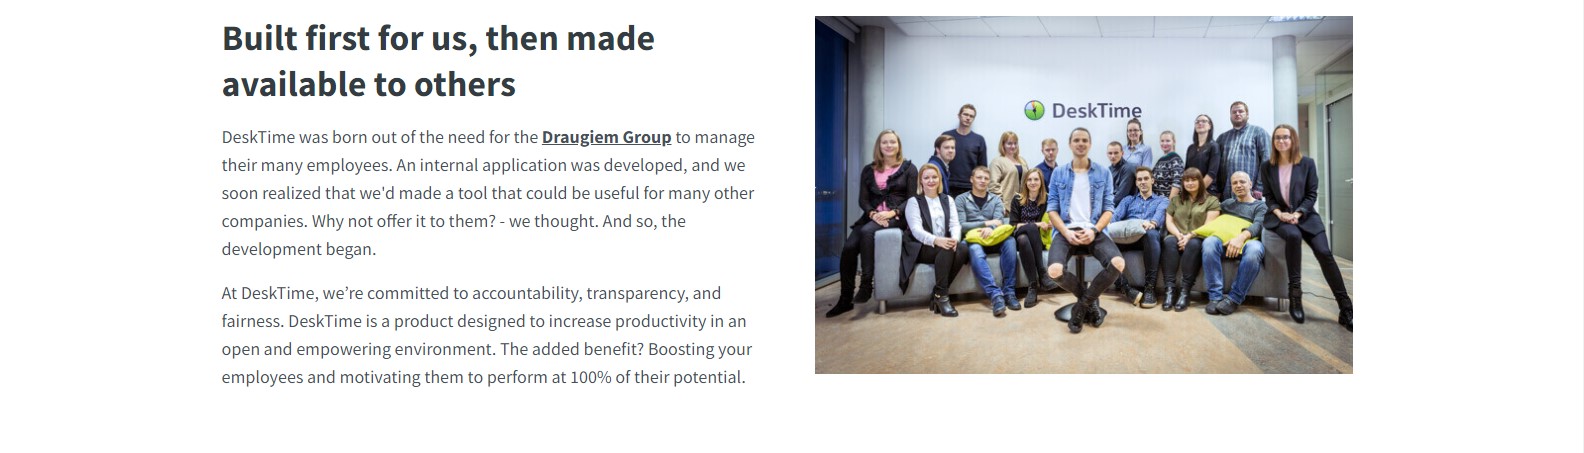 Built first for us, then made
available to others
DeskTime was born out of the need for the Draugiem Group to manage
their many employees. An internal application was developed, and we
soon realized that we'd made a tool that could be useful for many other
companies. Why not offer it to them? - we thought. And so, the
development began.
At DeskTime, we’re committed to accountability, transparency, and
fairness. DeskTime is a product designed to increase productivity in an
open and empowering environment. The added benefit? Boosting your
employees and motivating them to perform at 100% of their potential.
DeskTime